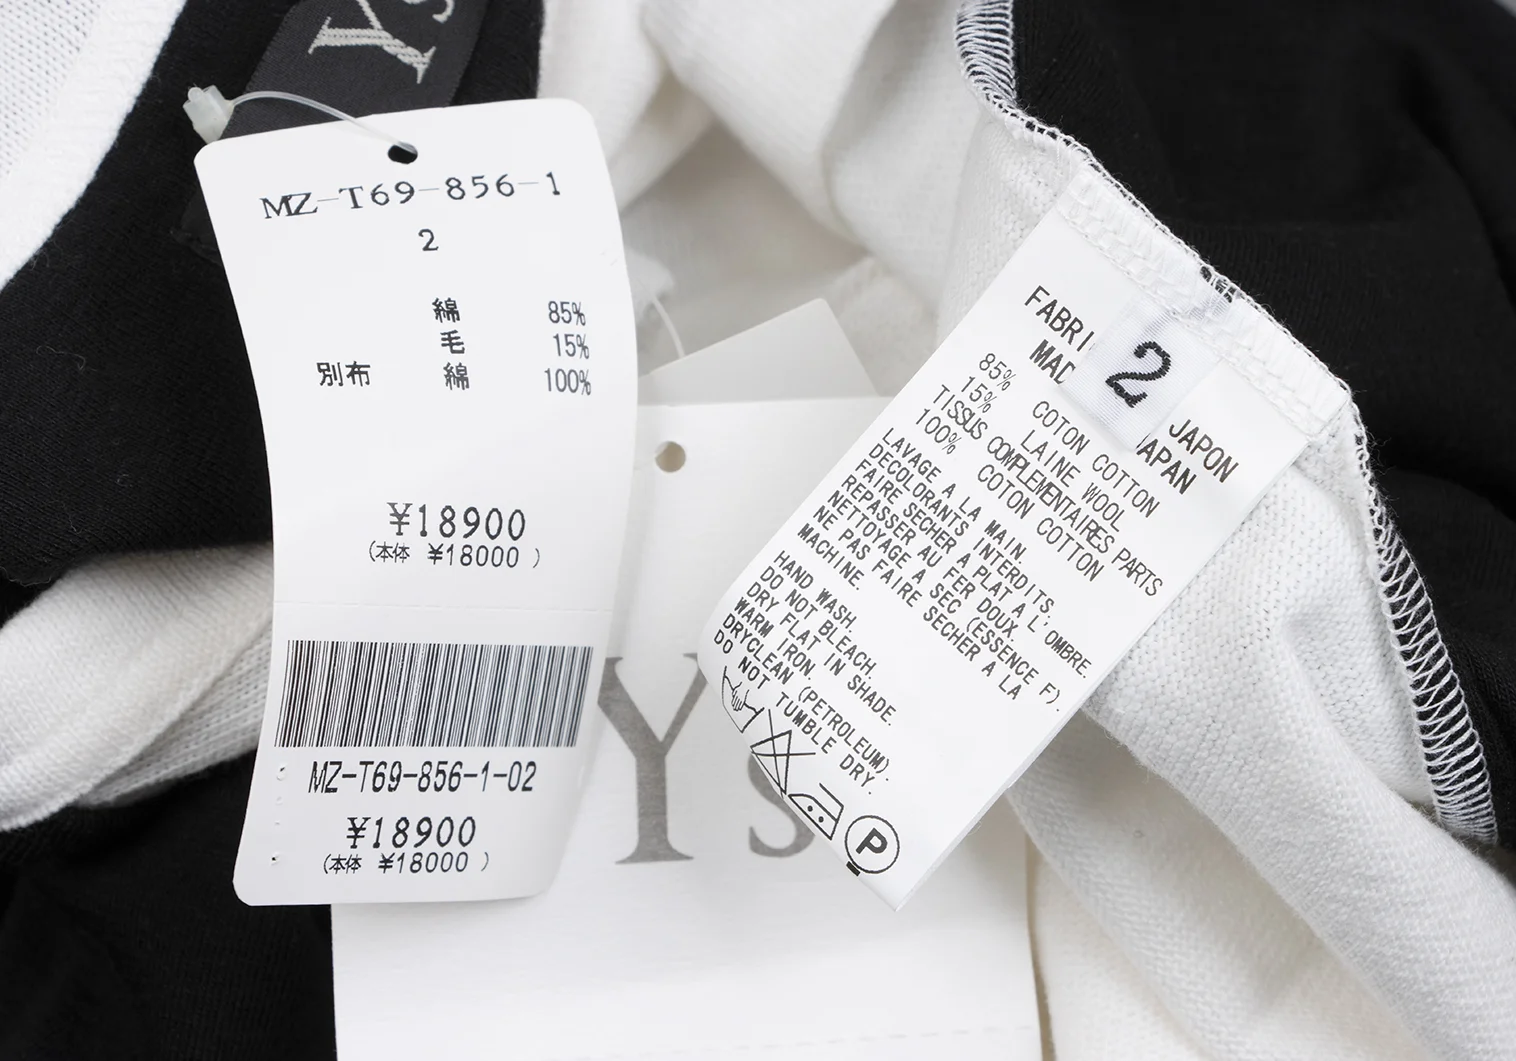 Y's
MZ-T69-856-1
2
綿 85%
毛 15%
別布 綿 100%
¥18900
(本体 ¥18000 )
MZ-T69-856-1-02
¥18900
(本体 ¥18000 )
Y's
FABRI JAPON
MAD JAPAN
2
85% COTON COTTON
15% LAINE WOOL
TISSUS COMPLEMENTAIRES PARTS
100% COTON COTTON
LAVAGE A LA MAIN.
DECOLORANTS INTERDITS.
FAIRE SECHER A PLAT A L'OMBRE.
REPASSER AU FER DOUX.
NETTOYAGE A SEC (ESSENCE F).
NE PAS FAIRE SECHER A LA
MACHINE.
HAND WASH.
DO NOT BLEACH.
DRY FLAT IN SHADE.
WARM IRON.
DRYCLEAN (PETROLEUM).
DO NOT TUMBLE DRY.
P